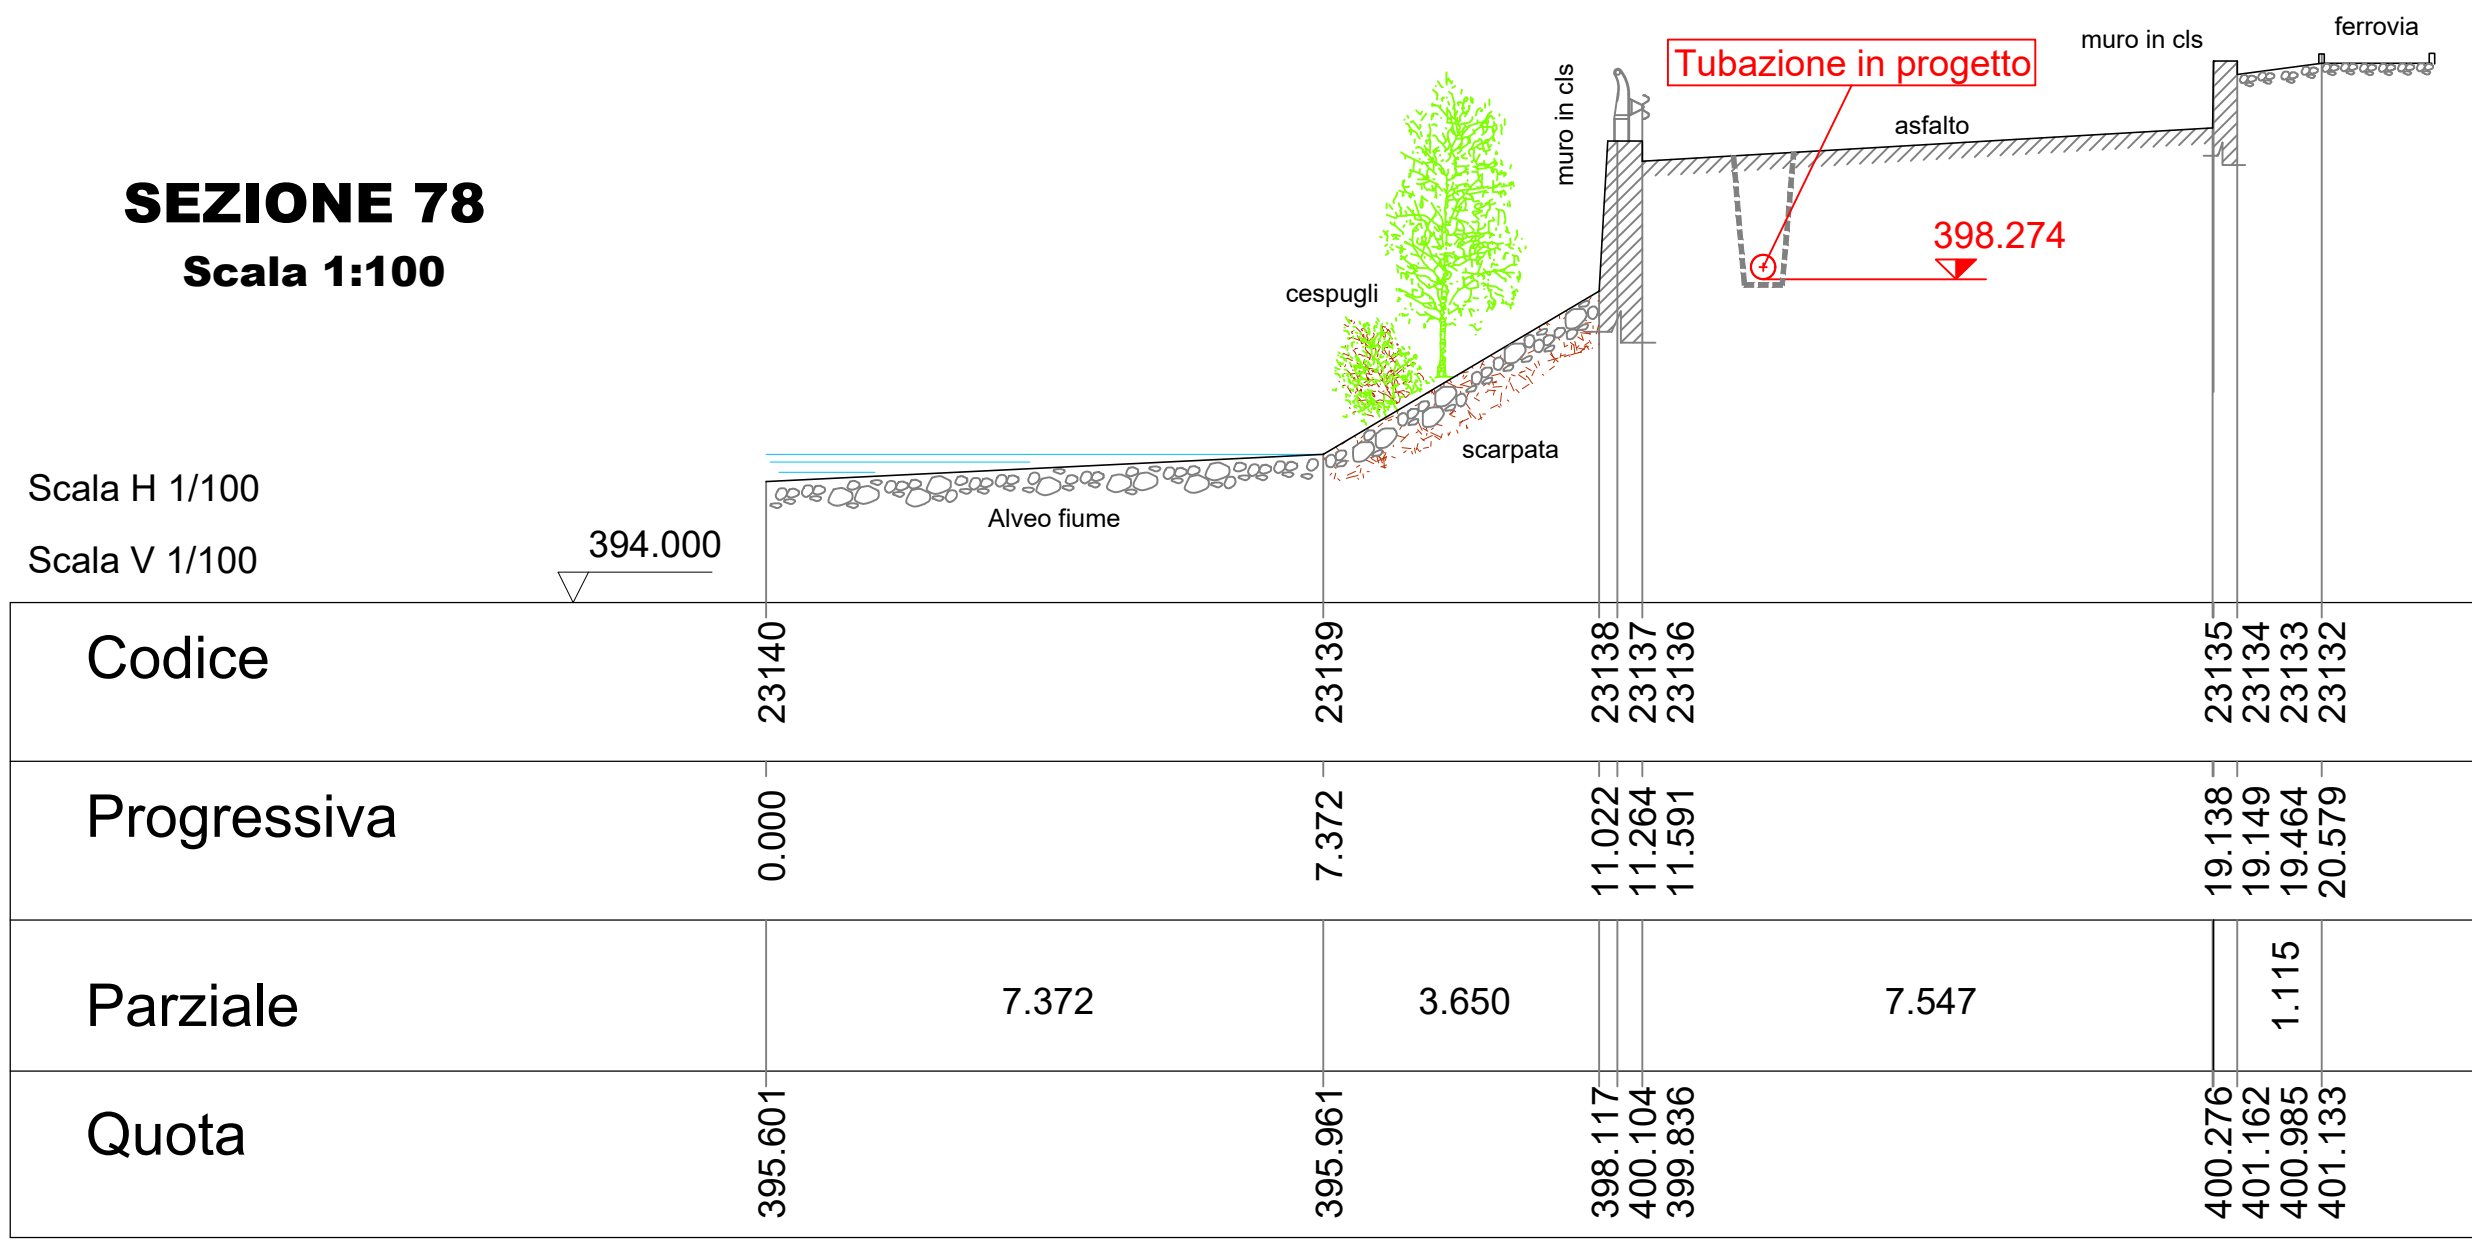 ferrovia
muro in cls
muro in cls
Tubazione in progetto
asfalto
SEZIONE 78
Scala 1:100
398.274
cespugli
scarpata
Scala H 1/100
Alveo fiume
Scala V 1/100
394.000
Codice
23140
23139
23138
23137
23136
23135
23134
23133
23132
Progressiva
0.000
7.372
11.022
11.264
11.591
19.138
19.149
19.464
20.579
Parziale
7.372
3.650
7.547
1.115
Quota
395.601
395.961
398.117
400.104
399.836
400.276
401.162
400.985
401.133